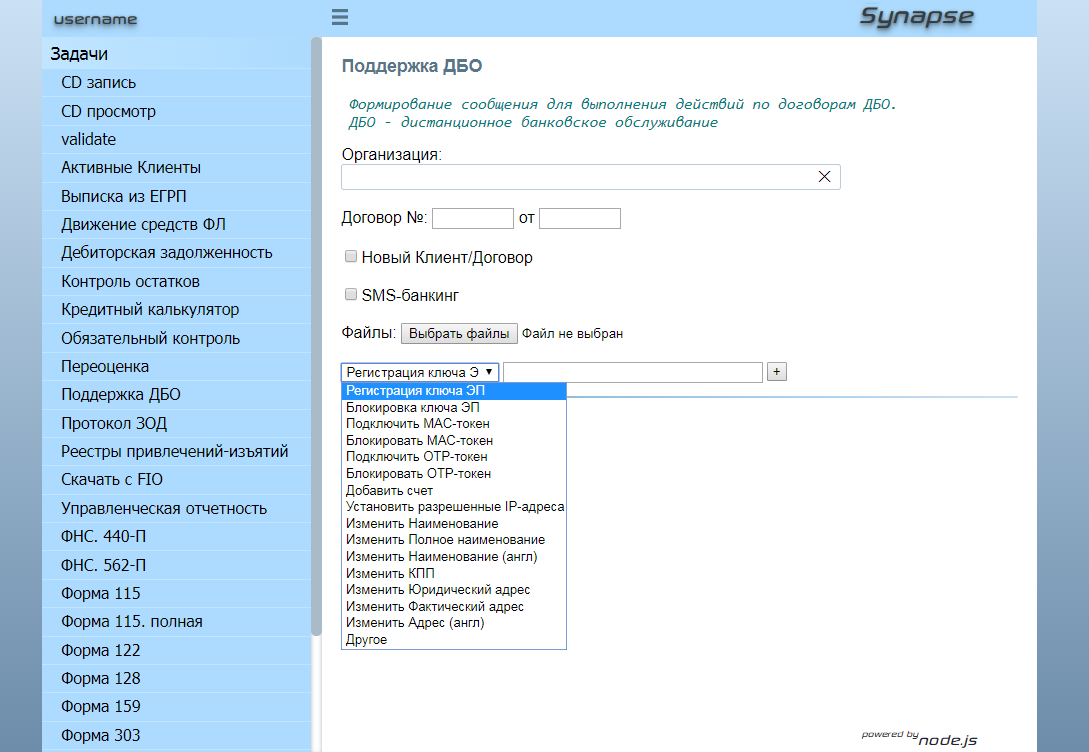 username
☰
Synapse
Задачи
CD запись
CD просмотр
validate
Активные Клиенты
Выписка из ЕГРП
Движение средств ФЛ
Дебиторская задолженность
Контроль остатков
Кредитный калькулятор
Обязательный контроль
Переоценка
Поддержка ДБО
Протокол ЗОД
Реестры привлечений-изъятий
Скачать с FIO
Управленческая отчетность
ФНС. 440-П
ФНС. 562-П
Форма 115
Форма 115. полная
Форма 122
Форма 128
Форма 159
Форма 303
Поддержка ДБО
Формирование сообщения для выполнения действий по договорам ДБО.
ДБО - дистанционное банковское обслуживание
Организация:
Договор №: от
Новый Клиент/Договор
SMS-банкинг
Файлы: Выбрать файлы Файл не выбран
Регистрация ключа Э ▼ +
Регистрация ключа ЭП
Блокировка ключа ЭП
Подключить MAC-токен
Блокировать MAC-токен
Подключить OTP-токен
Блокировать OTP-токен
Добавить счет
Установить разрешенные IP-адреса
Изменить Наименование
Изменить Полное наименование
Изменить Наименование (англ)
Изменить КПП
Изменить Юридический адрес
Изменить Фактический адрес
Изменить Адрес (англ)
Другое
powered by node.js